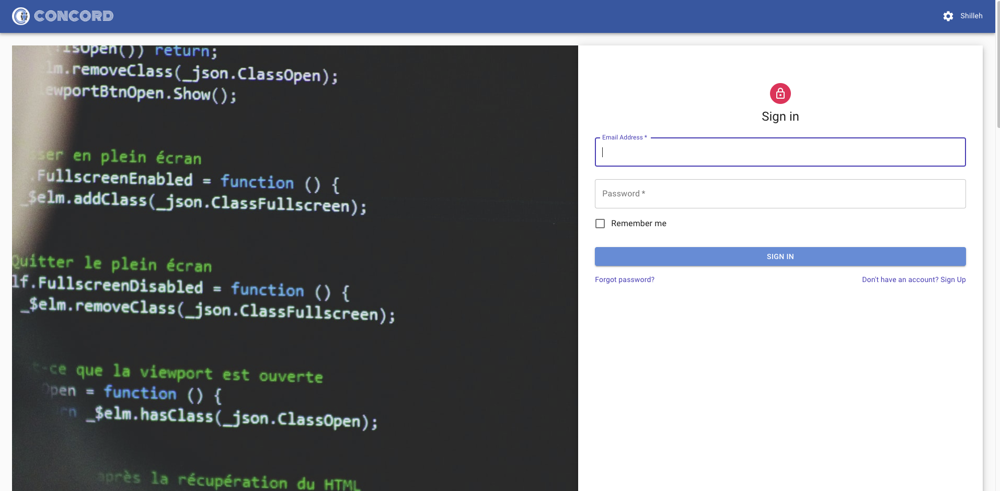 CONCORD
Shilleh
isOpen()) return;
lm.removeClass(_json.ClassOpen);
ewportBtnOpen.Show();
sser en plein écran
.FullscreenEnabled = function () {
_$elm.addClass(_json.ClassFullscreen);
Quitter le plein écran
lf.FullscreenDisabled = function () {
_$elm.removeClass(_json.ClassFullscreen);
t-ce que la viewport est ouverte
Open = function () {
rn _$elm.hasClass(_json.ClassOpen);
après la récupération du HTML
Sign in
Email Address *
Password *
Remember me
SIGN IN
Forgot password?
Don't have an account? Sign Up